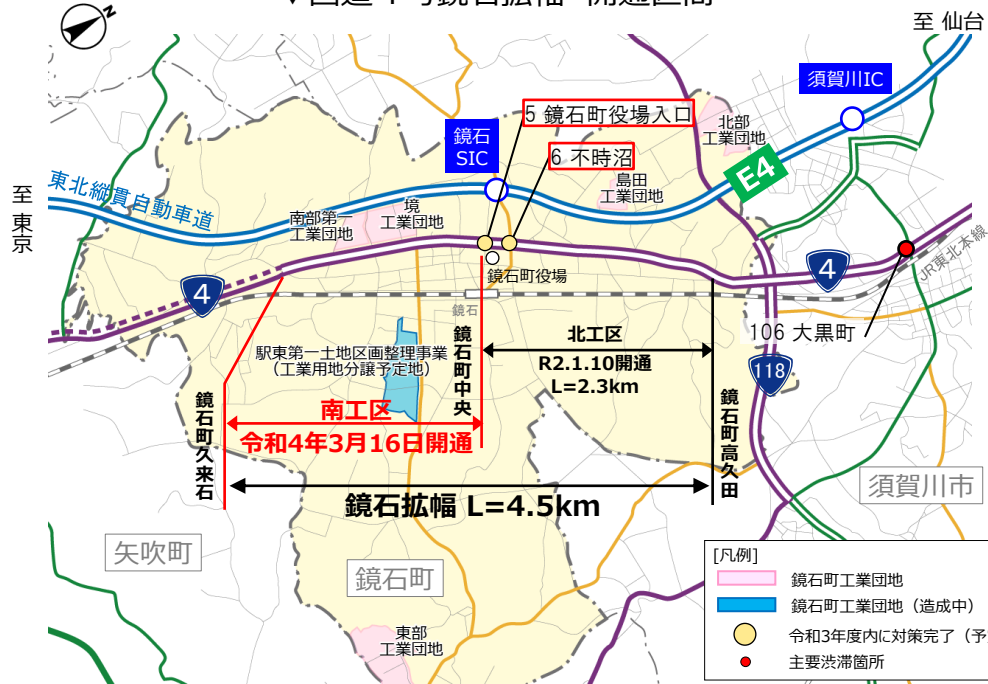 ▼国道4号鏡石拡幅 開通区間
N
至 仙台
須賀川IC
5 鏡石町役場入口
北部
工業団地
鏡石
SIC
6 不時沼
E4
島田
工業団地
至東京
東北縦貫自動車道
境
工業団地
南部第一
工業団地
鏡石町役場
4
4
JR東北本線
鏡石
106 大黒町
118
駅東第一土地区画整理事業
（工業用地分譲予定地）
鏡石町中央
北工区
R2.1.10開通
L=2.3km
鏡石町久来石
南工区
令和4年3月16日開通
鏡石町高久田
鏡石拡幅 L=4.5km
須賀川市
矢吹町
鏡石町
東部
工業団地
[凡例]
鏡石町工業団地
鏡石町工業団地（造成中）
令和3年度内に対策完了（予
主要渋滞箇所